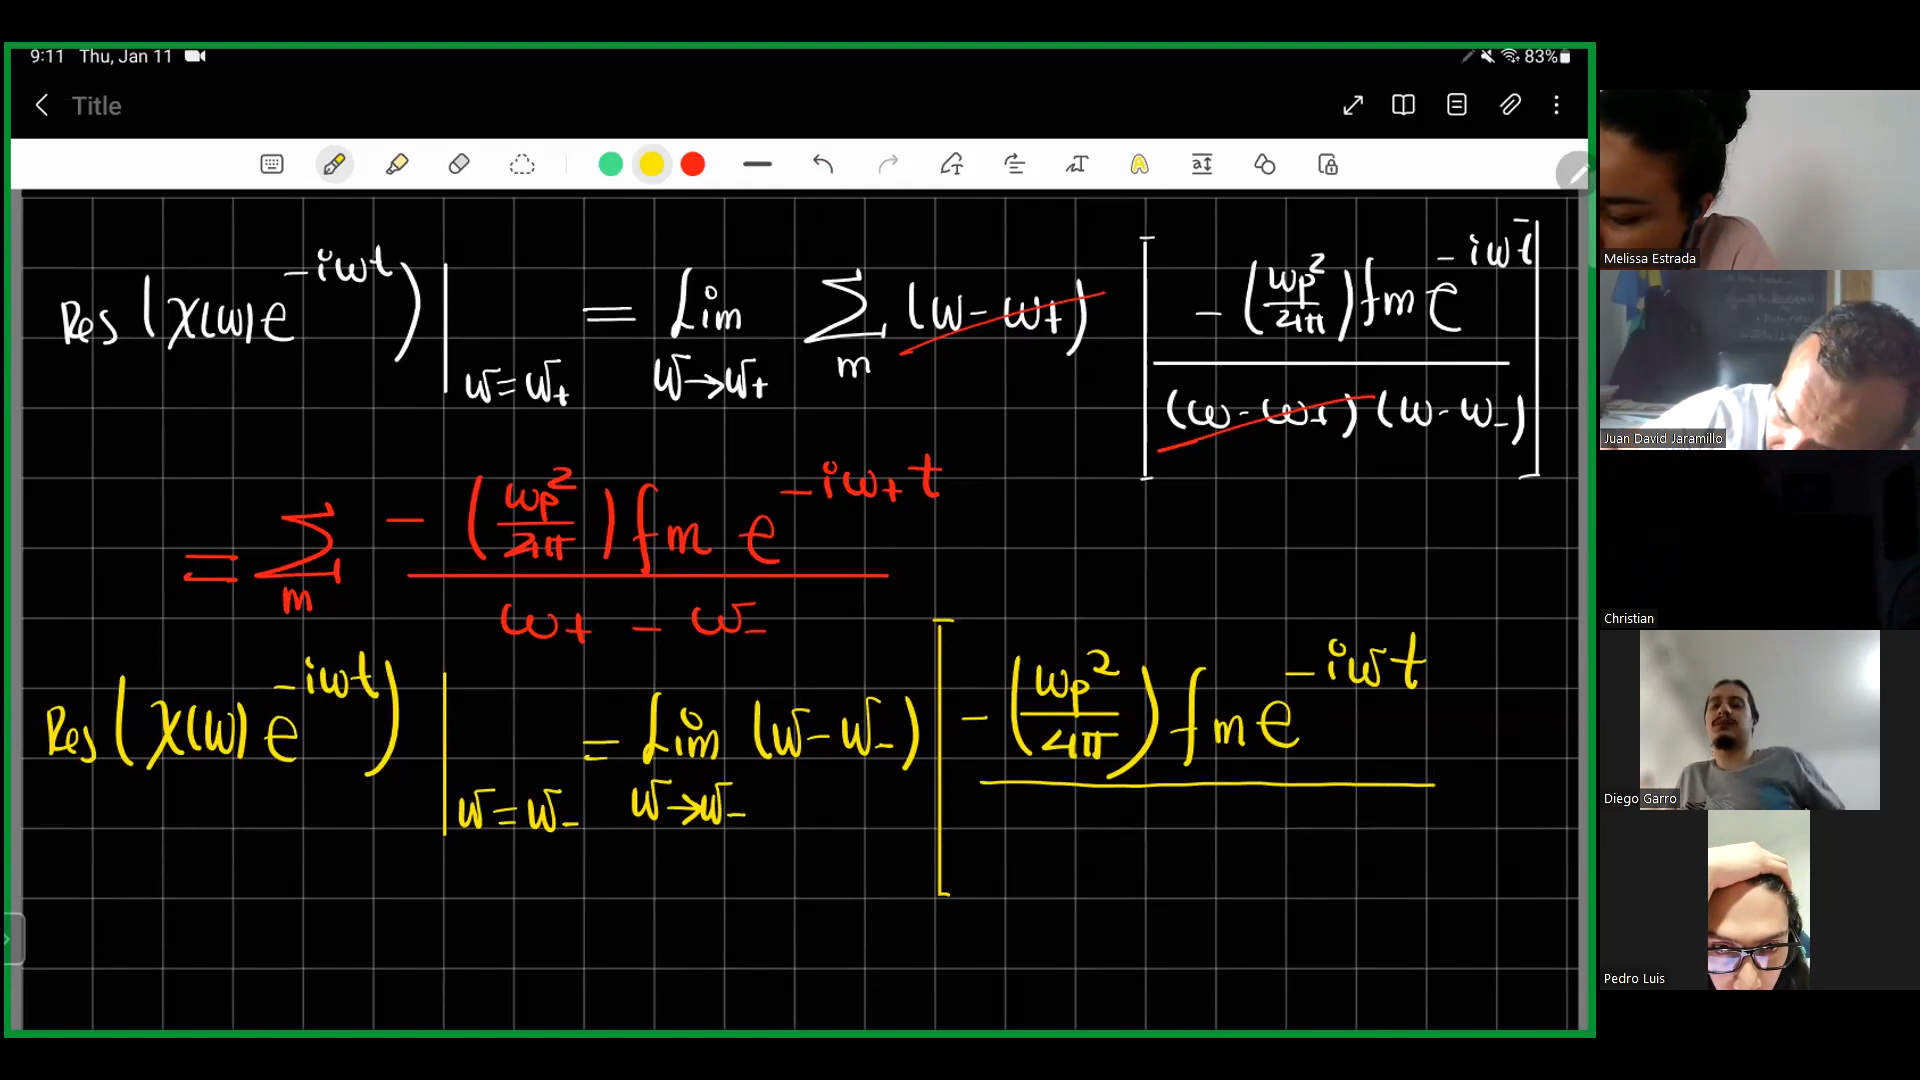 9:11 Thu, Jan 11 83%
Title
Res (χ(ω)e^{-iωt})|_{ω=ω₊} = Lim_{ω→ω₊} Σ_m (ω-ω₊) [ -(ωp²/4π) fm e^{-iωt} / (ω-ω₊)(ω-ω₋) ]
= Σ_m -(ωp²/4π) fm e^{-iω₊t} / ω₊ - ω₋
Res (χ(ω)e^{-iωt})|_{ω=ω₋} = Lim_{ω→ω₋} (ω-ω₋) [ -(ωp²/4π) fm e^{-iωt}
Melissa Estrada
Juan David Jaramillo
Christian
Diego Garro
Pedro Luis